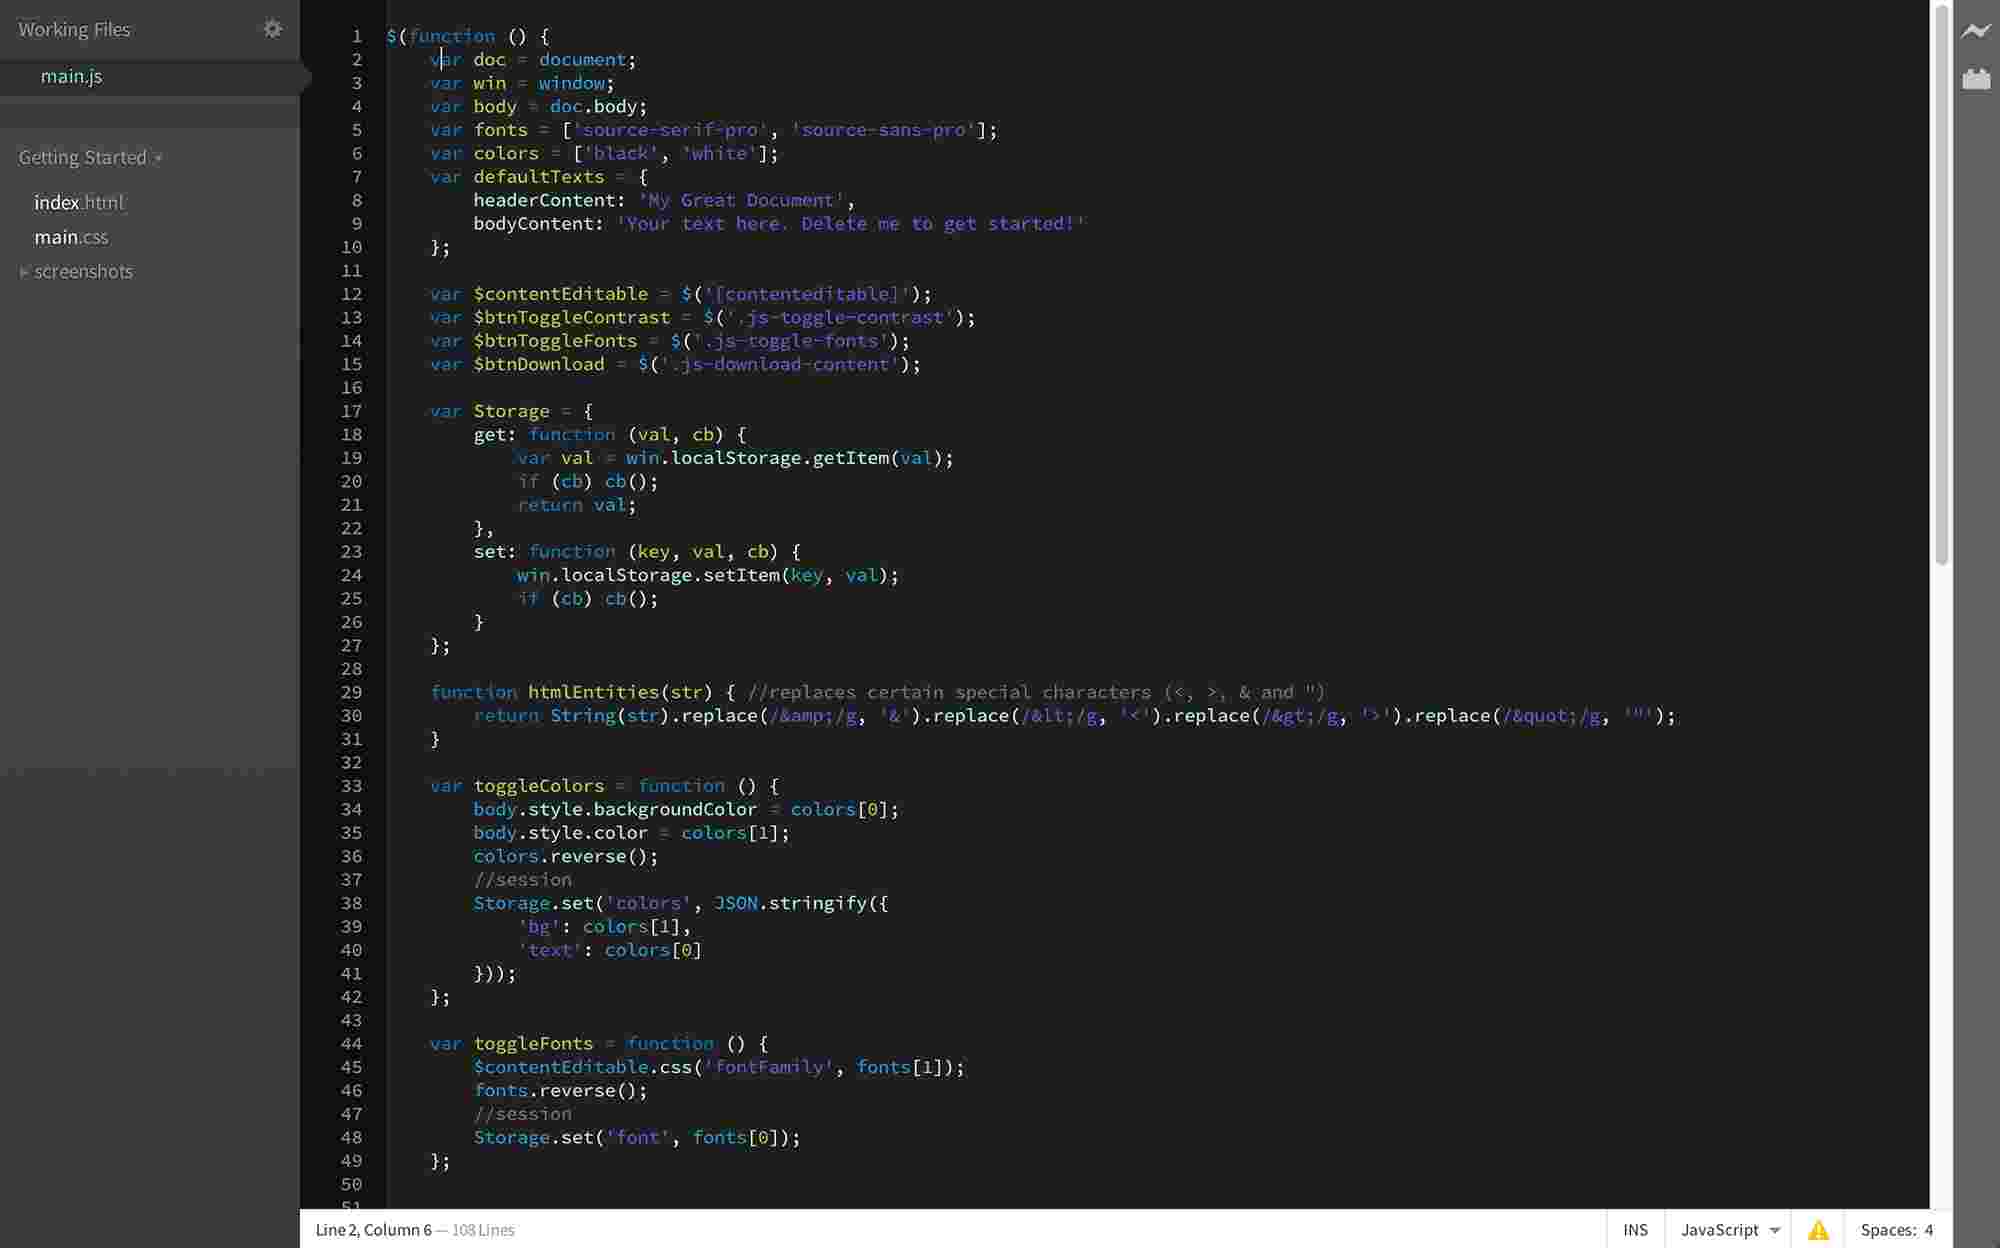 Working Files
main.js
Getting Started
index.html
main.css
screenshots
1 $(function () {
2 var doc = document;
3 var win = window;
4 var body = doc.body;
5 var fonts = ['source-serif-pro', 'source-sans-pro'];
6 var colors = ['black', 'white'];
7 var defaultTexts = {
8 headerContent: 'My Great Document',
9 bodyContent: 'Your text here. Delete me to get started!'
10 };
11
12 var $contentEditable = $('[contenteditable]');
13 var $btnToggleContrast = $('.js-toggle-contrast');
14 var $btnToggleFonts = $('.js-toggle-fonts');
15 var $btnDownload = $('.js-download-content');
16
17 var Storage = {
18 get: function (val, cb) {
19 var val = win.localStorage.getItem(val);
20 if (cb) cb();
21 return val;
22 },
23 set: function (key, val, cb) {
24 win.localStorage.setItem(key, val);
25 if (cb) cb();
26 }
27 };
28
29 function htmlEntities(str) { //replaces certain special characters (<, >, & and ")
30 return String(str).replace(/&amp;/g, '&').replace(/&lt;/g, '<').replace(/&gt;/g, '>').replace(/&quot;/g, '"');
31 }
32
33 var toggleColors = function () {
34 body.style.backgroundColor = colors[0];
35 body.style.color = colors[1];
36 colors.reverse();
37 //session
38 Storage.set('colors', JSON.stringify({
39 'bg': colors[1],
40 'text': colors[0]
41 }));
42 };
43
44 var toggleFonts = function () {
45 $contentEditable.css('fontFamily', fonts[1]);
46 fonts.reverse();
47 //session
48 Storage.set('font', fonts[0]);
49 };
50
51
Line 2, Column 6 — 108 Lines
INS
JavaScript
Spaces: 4